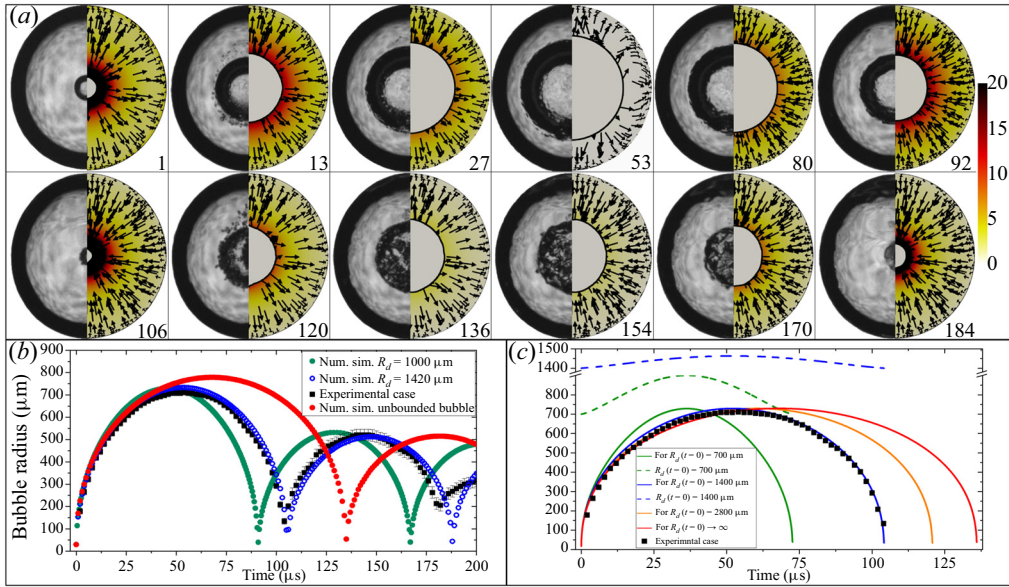 (a)
1
13
27
53
80
92
20
15
10
5
0
106
120
136
154
170
184
(b)
900
800
700
600
500
400
300
200
100
0
Bubble radius (μm)
Num. sim. R_d = 1000 μm
Num. sim. R_d = 1420 μm
Experimental case
Num. sim. unbounded bubble
0 25 50 75 100 125 150 175 200
Time (μs)
(c)
1500
1400
900
800
700
600
500
400
300
200
100
0
For R_d (t−0) − 700 μm
R_d (t−0) − 700 μm
For R_d (t−0) − 1400 μm
R_d (t−0) − 1400 μm
For R_d (t−0) − 2800 μm
For R_d (t−0) → ∞
Experimntal case
0 25 50 75 100 125
Time (μs)